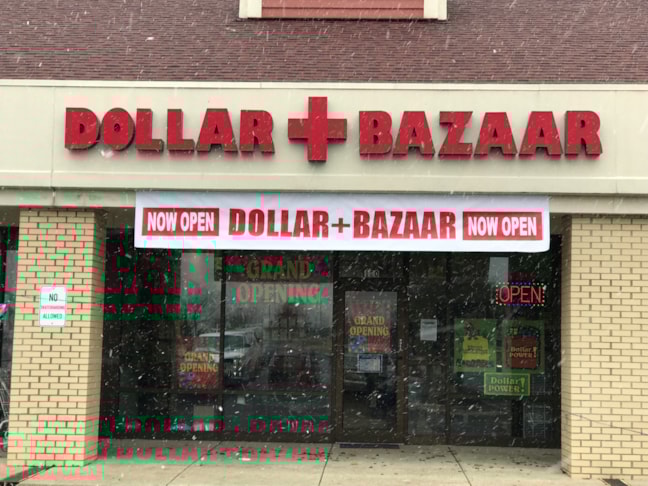 DOLLAR + BAZAAR
NOW OPEN DOLLAR+BAZAAR NOW OPEN
GRAND
OPENING
110
OPEN
NO
ALLOWED
GRAND
OPENING
GRAND
OPENING
Dollar
POWER!
Dollar!
POWER!